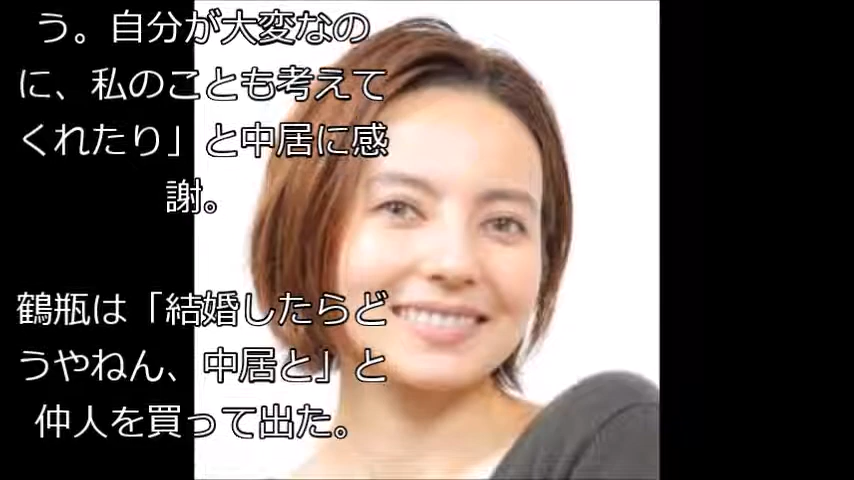 う。自分が大変なの
に、私のことも考えて
くれたり」と中居に感
謝。
鶴瓶は「結婚したらど
うやねん、中居と」と
仲人を買って出た。